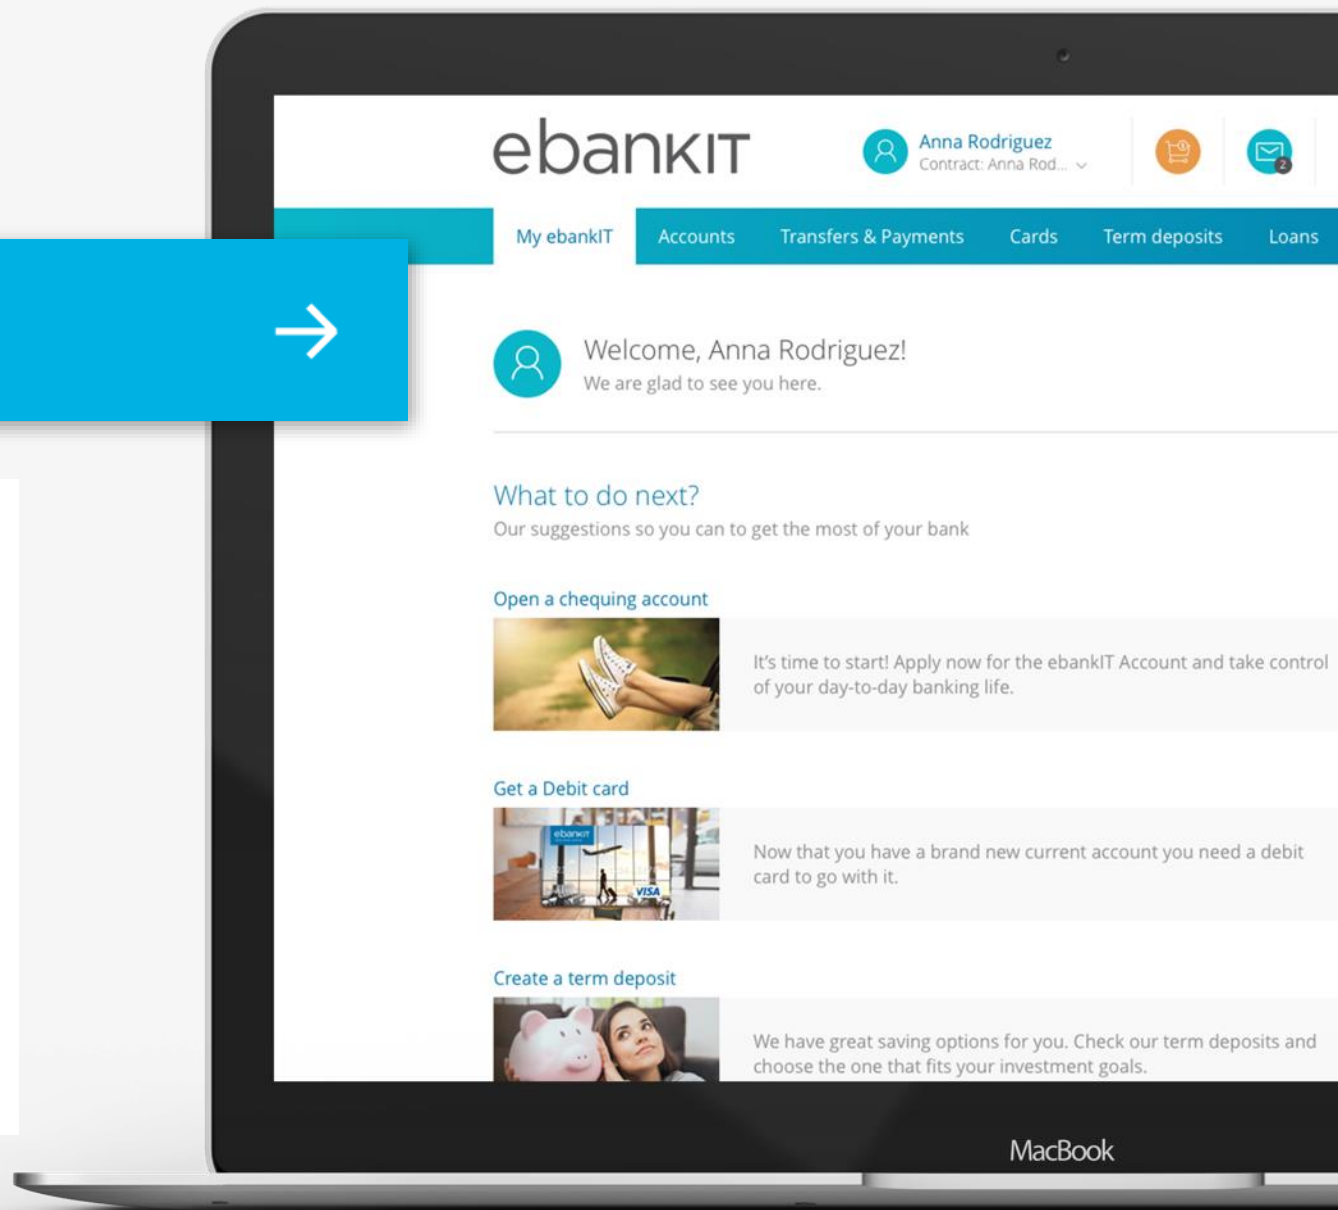 ebankIT
Anna Rodriguez
Contract: Anna Rod...
2
My ebankIT
Accounts
Transfers & Payments
Cards
Term deposits
Loans
Welcome, Anna Rodriguez!
We are glad to see you here.
What to do next?
Our suggestions so you can to get the most of your bank
Open a chequing account
It's time to start! Apply now for the ebankIT Account and take control
of your day-to-day banking life.
Get a Debit card
ebankIT
VISA
Now that you have a brand new current account you need a debit
card to go with it.
Create a term deposit
We have great saving options for you. Check our term deposits and
choose the one that fits your investment goals.
MacBook